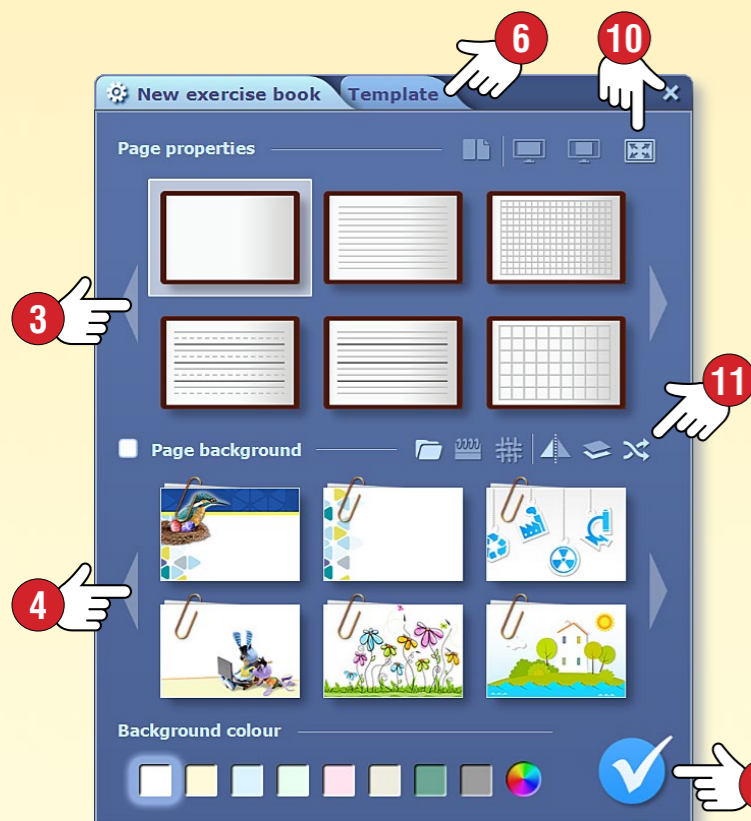 6
10
New exercise book
Template
Page properties
3
11
Page background
4
Background colour